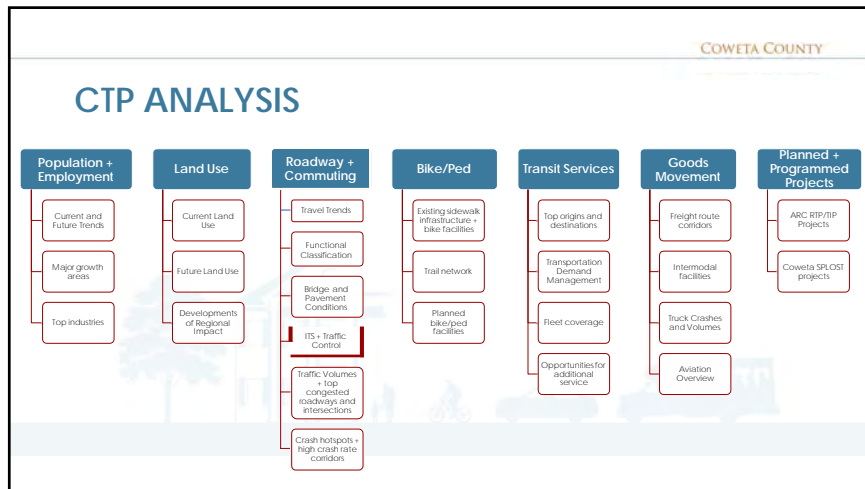 COWETA COUNTY
CTP ANALYSIS
Population +
Employment
Current and
Future Trends
Major growth
areas
Top industries
Land Use
Current Land
Use
Future Land Use
Developments
of Regional
Impact
Roadway +
Commuting
Travel Trends
Functional
Classification
Bridge and
Pavement
Conditions
ITS + Traffic
Control
Traffic Volumes
+ top
congested
roadways and
intersections
Crash hotspots +
high crash rate
corridors
Bike/Ped
Existing sidewalk
infrastructure +
bike facilities
Trail network
Planned
bike/ped
facilities
Transit Services
Top origins and
destinations
Transportation
Demand
Management
Fleet coverage
Opportunities for
additional
service
Goods
Movement
Freight route
corridors
Intermodal
facilities
Truck Crashes
and Volumes
Aviation
Overview
Planned +
Programmed
Projects
ARC RTP/TIP
Projects
Coweta SPLOST
projects